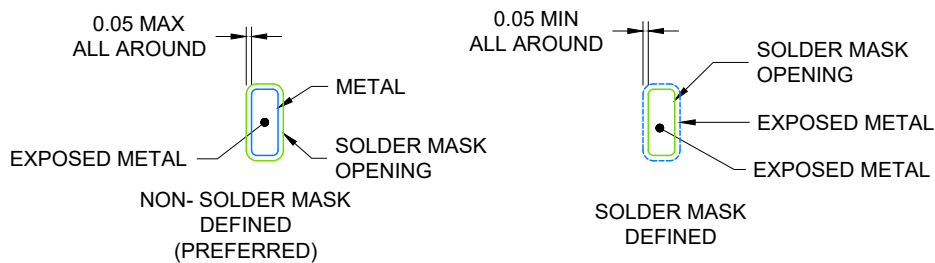 0.05 MAX
ALL AROUND
METAL
EXPOSED METAL
SOLDER MASK
OPENING
NON- SOLDER MASK
DEFINED
(PREFERRED)
0.05 MIN
ALL AROUND
SOLDER MASK
OPENING
EXPOSED METAL
EXPOSED METAL
SOLDER MASK
DEFINED